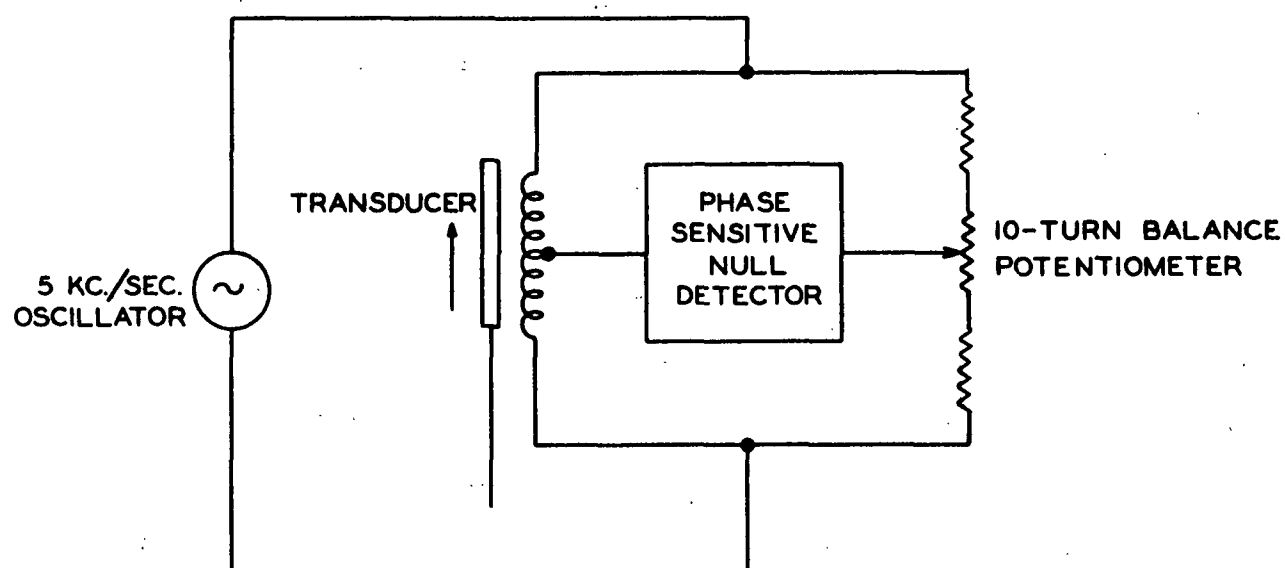 TRANSDUCER
PHASE
SENSITIVE
NULL
DETECTOR
10-TURN BALANCE
POTENTIOMETER
5 KC./SEC.
OSCILLATOR
~